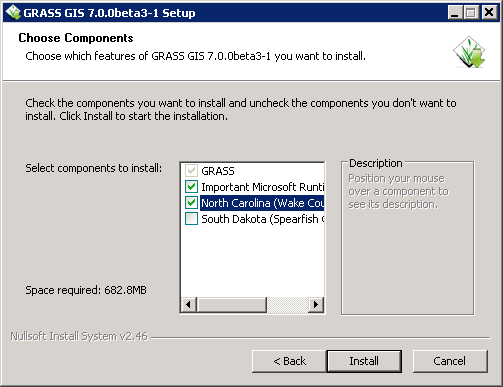 GRASS GIS 7.0.0beta3-1 Setup
Choose Components
Choose which features of GRASS GIS 7.0.0beta3-1 you want to install.
Check the components you want to install and uncheck the components you don't want to
install. Click Install to start the installation.
Select components to install:
GRASS
Important Microsoft Runti
North Carolina (Wake Cou
South Dakota (Spearfish
Description
Position your mouse
over a component to
see its description.
Space required: 682.8MB
Nullsoft Install System v2.46
< Back
Install
Cancel